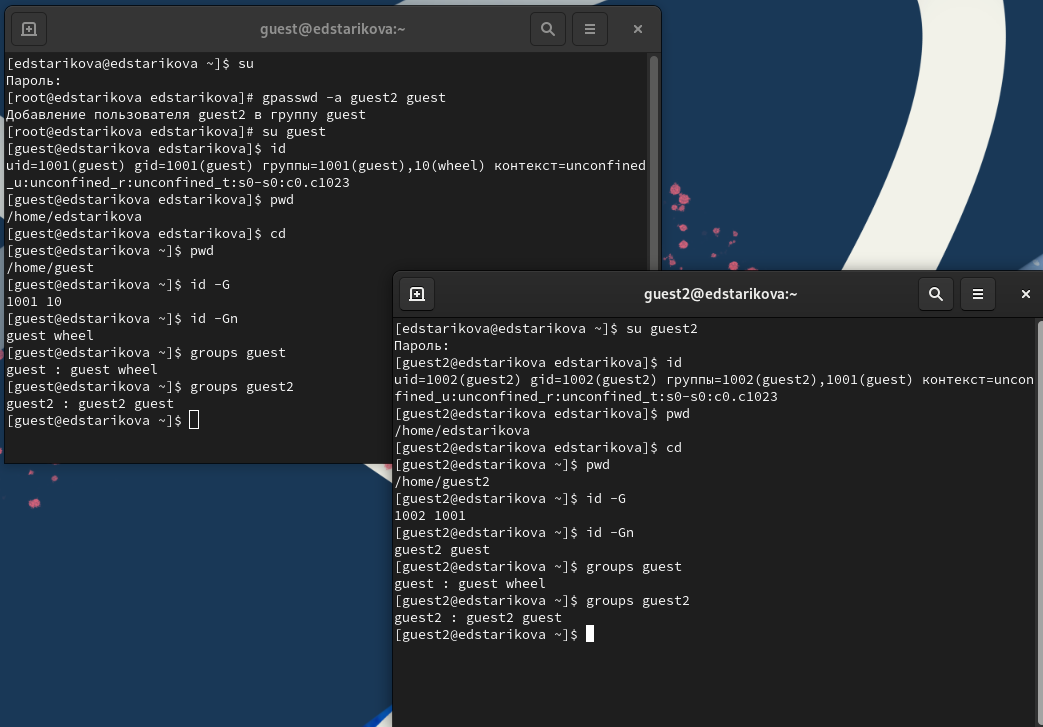 guest@edstarikova:~
[edstarikova@edstarikova ~]$ su
Пароль:
[root@edstarikova edstarikova]# gpasswd -a guest2 guest
Добавление пользователя guest2 в группу guest
[root@edstarikova edstarikova]# su guest
[guest@edstarikova edstarikova]$ id
uid=1001(guest) gid=1001(guest) группы=1001(guest),10(wheel) контекст=unconfined
_u:unconfined_r:unconfined_t:s0-s0:c0.c1023
[guest@edstarikova edstarikova]$ pwd
/home/edstarikova
[guest@edstarikova edstarikova]$ cd
[guest@edstarikova ~]$ pwd
/home/guest
[guest@edstarikova ~]$ id -G
1001 10
[guest@edstarikova ~]$ id -Gn
guest wheel
[guest@edstarikova ~]$ groups guest
guest : guest wheel
[guest@edstarikova ~]$ groups guest2
guest2 : guest2 guest
[guest@edstarikova ~]$
guest2@edstarikova:~
[edstarikova@edstarikova ~]$ su guest2
Пароль:
[guest2@edstarikova edstarikova]$ id
uid=1002(guest2) gid=1002(guest2) группы=1002(guest2),1001(guest) контекст=uncon
fined_u:unconfined_r:unconfined_t:s0-s0:c0.c1023
[guest2@edstarikova edstarikova]$ pwd
/home/edstarikova
[guest2@edstarikova edstarikova]$ cd
[guest2@edstarikova ~]$ pwd
/home/guest2
[guest2@edstarikova ~]$ id -G
1002 1001
[guest2@edstarikova ~]$ id -Gn
guest2 guest
[guest2@edstarikova ~]$ groups guest
guest : guest wheel
[guest2@edstarikova ~]$ groups guest2
guest2 : guest2 guest
[guest2@edstarikova ~]$